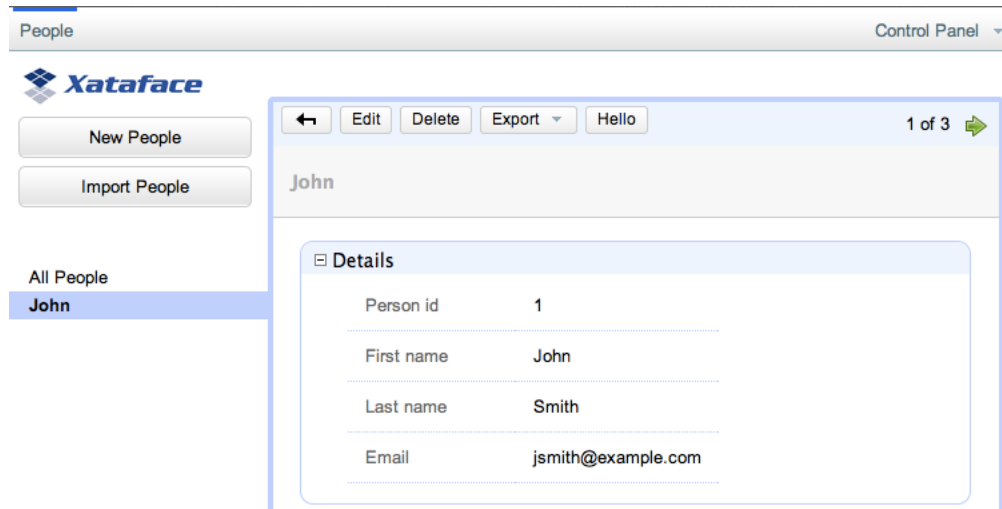 People Control Panel
Xataface
New People
Import People
All People
John
Edit Delete Export Hello 1 of 3
John
Details
Person id 1
First name John
Last name Smith
Email jsmith@example.com